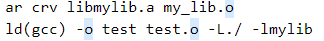 ar crv libmylib.a my_lib.o
ld(gcc) -o test test.o -L./ -lmylib